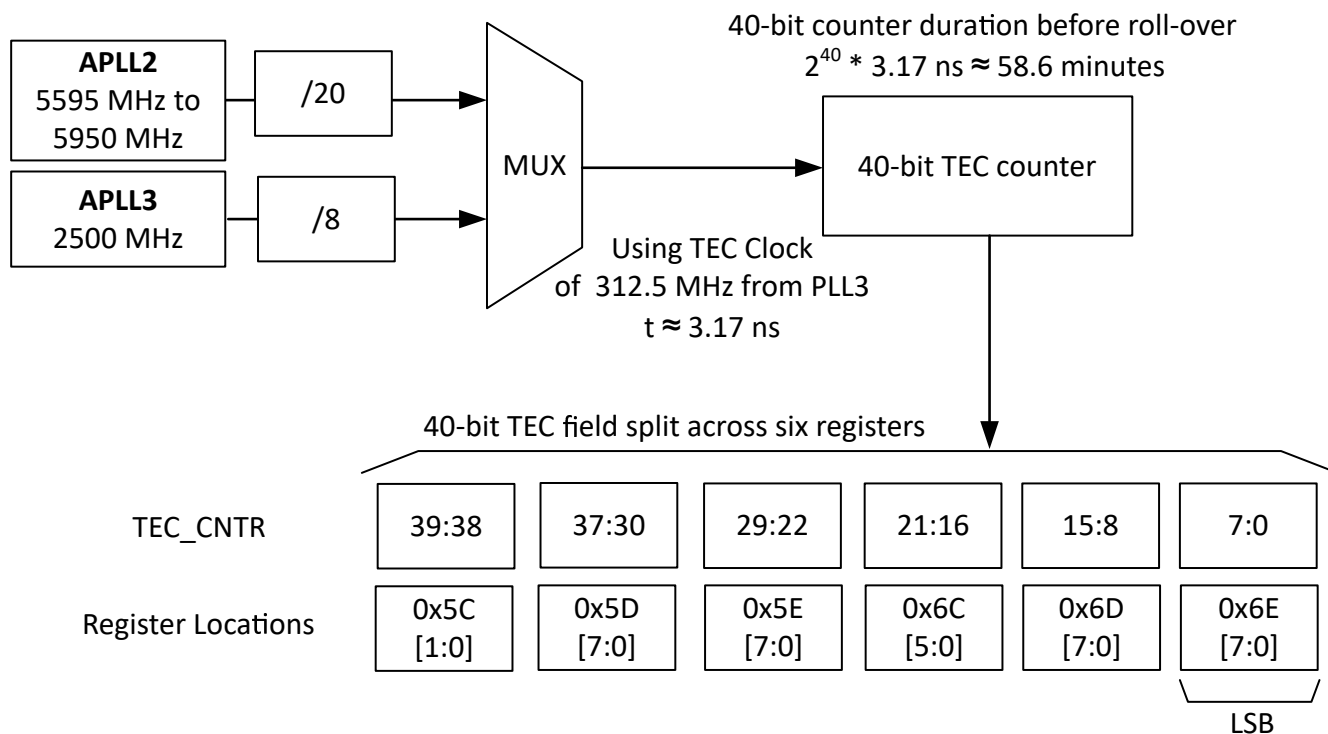 40-bit counter duration before roll-over
2^40 * 3.17 ns ≈ 58.6 minutes
APLL2
5595 MHz to
5950 MHz
/20
MUX
40-bit TEC counter
APLL3
2500 MHz
/8
Using TEC Clock
of 312.5 MHz from PLL3
t ≈ 3.17 ns
40-bit TEC field split across six registers
TEC_CNTR
39:38
37:30
29:22
21:16
15:8
7:0
Register Locations
0x5C
[1:0]
0x5D
[7:0]
0x5E
[7:0]
0x6C
[5:0]
0x6D
[7:0]
0x6E
[7:0]
LSB